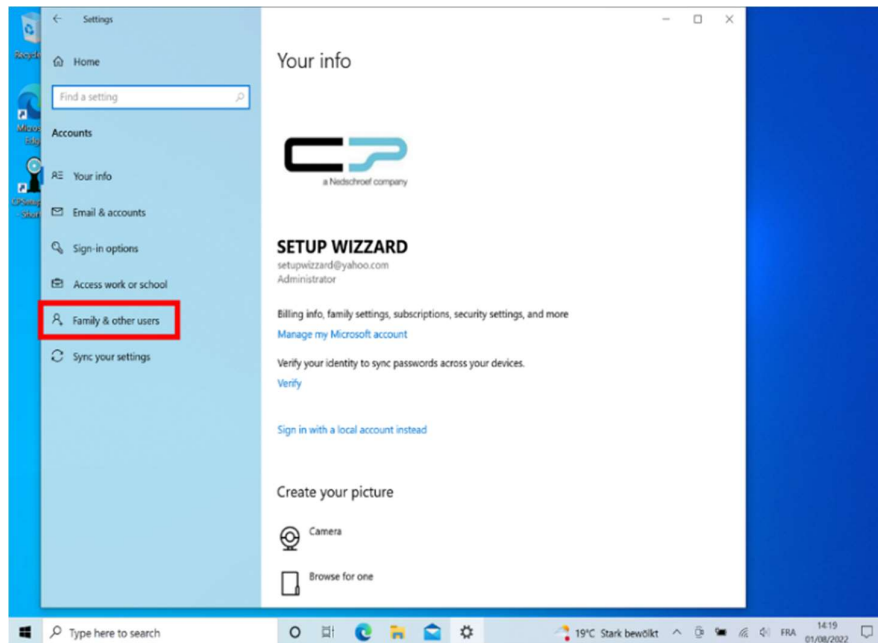 Settings
Home
Your info
Find a setting
Accounts
a Nedschroef company
Your info
Email & accounts
Sign-in options
SETUP WIZZARD
setupwizzard@yahoo.com
Administrator
Access work or school
Family & other users
Billing info, family settings, subscriptions, security settings, and more
Manage my Microsoft account
Sync your settings
Verify your identity to sync passwords across your devices.
Verify
Sign in with a local account instead
Create your picture
Camera
Browse for one
Type here to search
19°C Stark bewölkt
FRA
14:19
01/08/2022